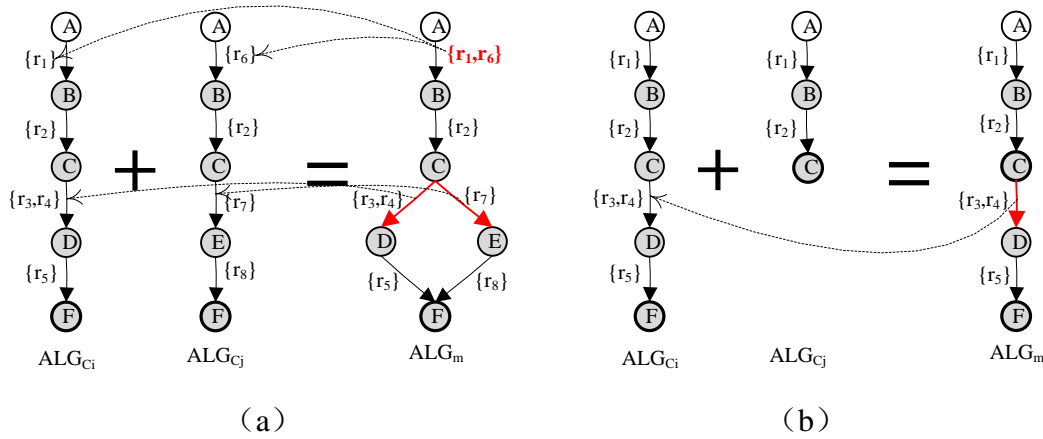 A A A A A A
{r1} {r6} {r1,r6} {r1} {r1} {r1}
B B B B B B
{r2} {r2} {r2} {r2} {r2} {r2}
C + C = C C + C = C
{r3,r4} {r7} {r3,r4} {r7} {r3,r4} {r3,r4}
D E D E D D
{r5} {r8} {r5} {r8} {r5} {r5}
F F F F F
ALGCi ALGCj ALGm ALGCi ALGCj ALGm
（a） （b）